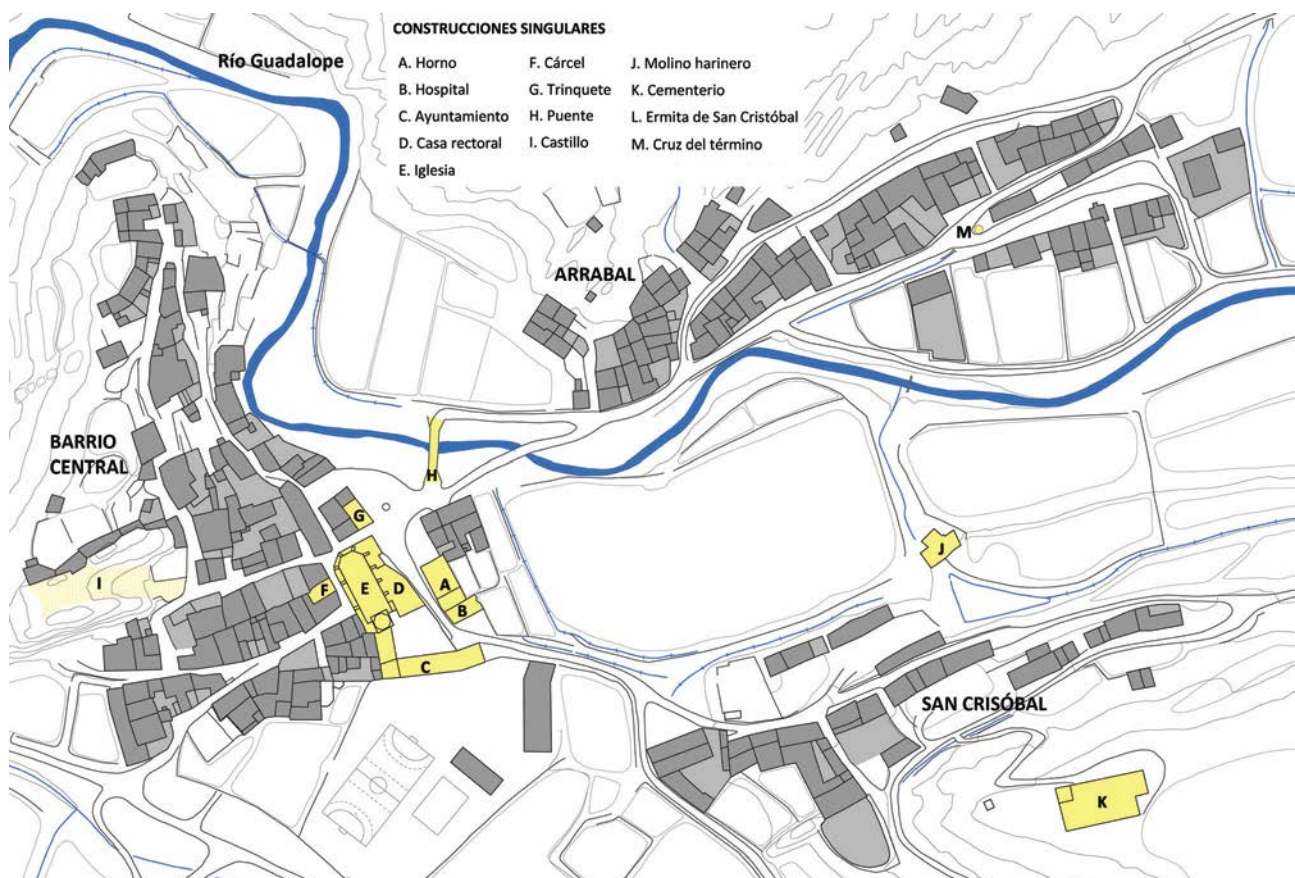 CONSTRUCCIONES SINGULARES
A. Horno
B. Hospital
C. Ayuntamiento
D. Casa rectoral
E. Iglesia
F. Cárcel
G. Trinquete
H. Puente
I. Castillo
J. Molino harinero
K. Cementerio
L. Ermita de San Cristóbal
M. Cruz del término
Río Guadalope
ARRABAL
M
BARRIO
CENTRAL
H
G
I
F
E
D
A
B
C
J
SAN CRISÓBAL
K